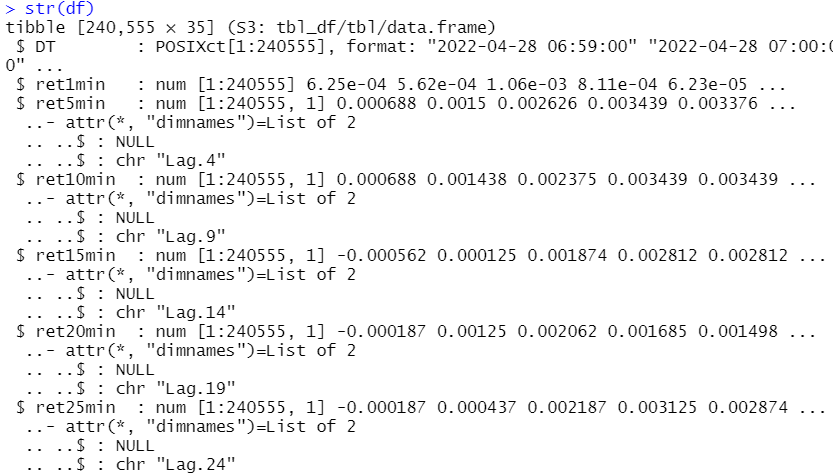 > str(df)
tibble [240,555 × 35] (S3: tbl_df/tbl/data.frame)
 $ DT        : POSIXct[1:240555], format: "2022-04-28 06:59:00" "2022-04-28 07:00:0
0" ...
 $ ret1min   : num [1:240555] 6.25e-04 5.62e-04 1.06e-03 8.11e-04 6.23e-05 ...
 $ ret5min   : num [1:240555, 1] 0.000688 0.0015 0.002626 0.003439 0.003376 ...
  ..- attr(*, "dimnames")=List of 2
  .. ..$ : NULL
  .. ..$ : chr "Lag.4"
 $ ret10min  : num [1:240555, 1] 0.000688 0.001438 0.002375 0.003439 0.003439 ...
  ..- attr(*, "dimnames")=List of 2
  .. ..$ : NULL
  .. ..$ : chr "Lag.9"
 $ ret15min  : num [1:240555, 1] -0.000562 0.000125 0.001874 0.002812 0.002812 ...
  ..- attr(*, "dimnames")=List of 2
  .. ..$ : NULL
  .. ..$ : chr "Lag.14"
 $ ret20min  : num [1:240555, 1] -0.000187 0.00125 0.002062 0.001685 0.001498 ...
  ..- attr(*, "dimnames")=List of 2
  .. ..$ : NULL
  .. ..$ : chr "Lag.19"
 $ ret25min  : num [1:240555, 1] -0.000187 0.000437 0.002187 0.003125 0.002874 ...
  ..- attr(*, "dimnames")=List of 2
  .. ..$ : NULL
  .. ..$ : chr "Lag.24"